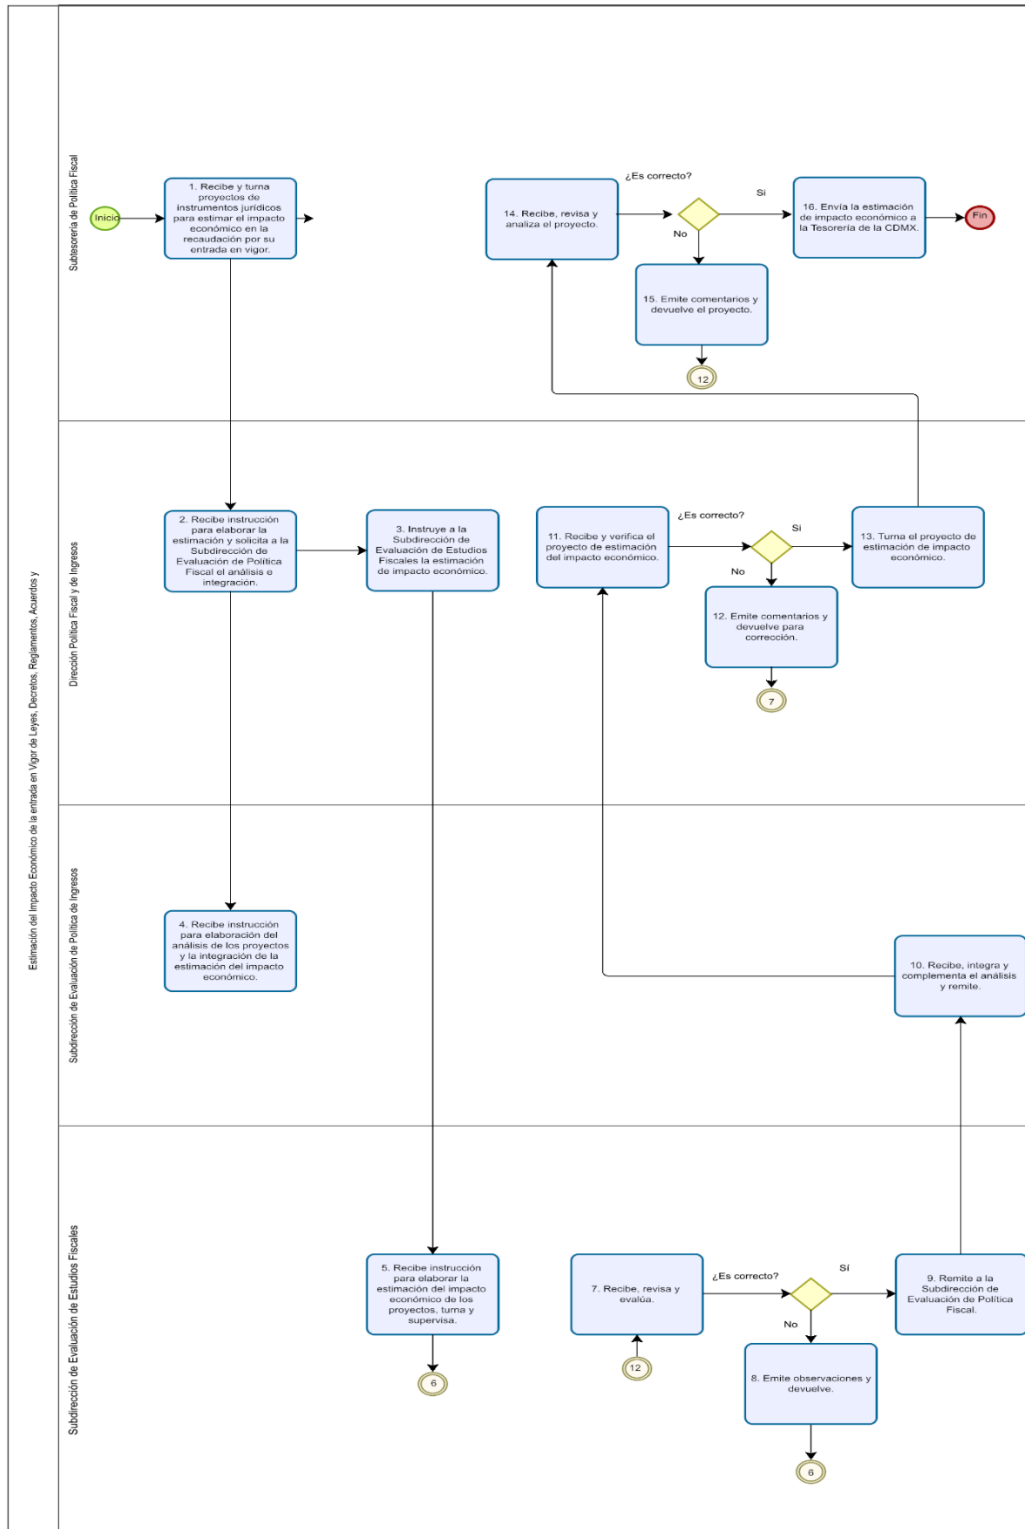 Estimación del Impacto Económico de la entrada en Vigor de Leyes, Decretos, Reglamentos, Acuerdos y
Subtesorería de Política Fiscal
Inicio
1. Recibe y turna
proyectos de
instrumentos jurídicos
para estimar el impacto
económico en la
recaudación por su
entrada en vigor.
14. Recibe, revisa y
analiza el proyecto.
¿Es correcto?
Si
No
16. Envía la estimación
de impacto económico a
la Tesorería de la CDMX.
Fin
15. Emite comentarios y
devuelve el proyecto.
12
Dirección Política Fiscal y de Ingresos
2. Recibe instrucción
para elaborar la
estimación y solicita a la
Subdirección de
Evaluación de Política
Fiscal el análisis e
integración.
3. Instruye a la
Subdirección de
Evaluación de Estudios
Fiscales la estimación
de impacto económico.
11. Recibe y verifica el
proyecto de estimación
del impacto económico.
¿Es correcto?
Si
No
13. Turna el proyecto de
estimación de impacto
económico.
12. Emite comentarios y
devuelve para
corrección.
7
Subdirección de Evaluación de Política de Ingresos
4. Recibe instrucción
para elaboración del
análisis de los proyectos
y la integración de la
estimación del impacto
económico.
10. Recibe, integra y
complementa el análisis
y remite.
Subdirección de Evaluación de Estudios Fiscales
5. Recibe instrucción
para elaborar la
estimación del impacto
económico de los
proyectos, turna y
supervisa.
6
7. Recibe, revisa y
evalúa.
12
¿Es correcto?
Sí
No
9. Remite a la
Subdirección de
Evaluación de Política
Fiscal.
8. Emite observaciones y
devuelve.
6